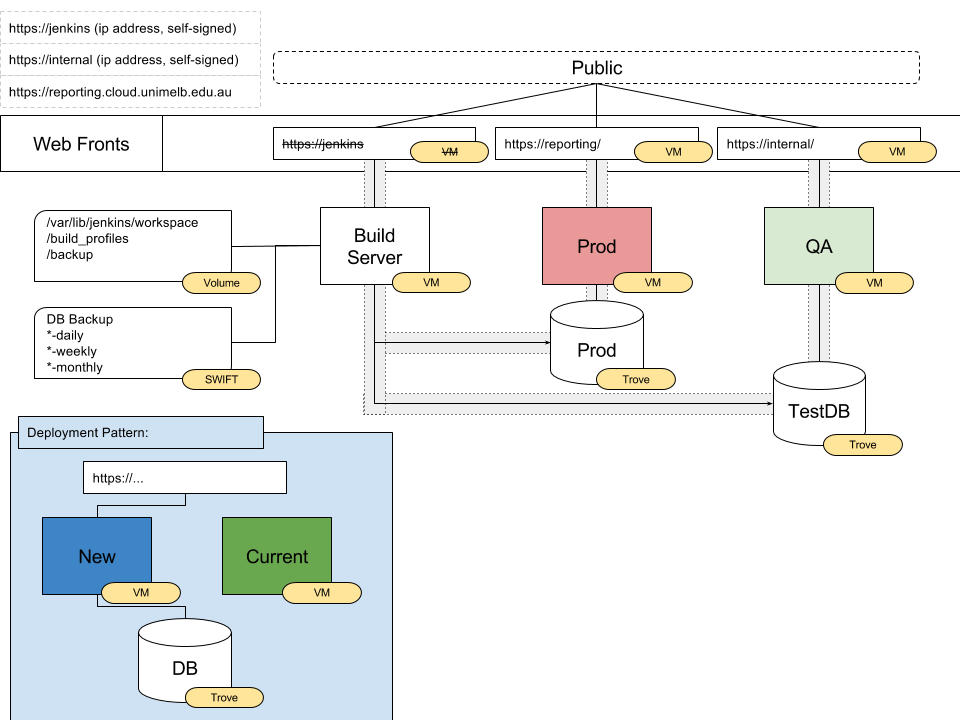 https://jenkins (ip address, self-signed)
https://internal (ip address, self-signed)
https://reporting.cloud.unimelb.edu.au
Public
Web Fronts
https://jenkins
VM
https://reporting/
VM
https://internal/
VM
/var/lib/jenkins/workspace
/build_profiles
/backup
Volume
Build
Server
VM
Prod
VM
QA
VM
DB Backup
*-daily
*-weekly
*-monthly
SWIFT
Prod
Trove
TestDB
Trove
Deployment Pattern:
https://...
New
VM
Current
VM
DB
Trove